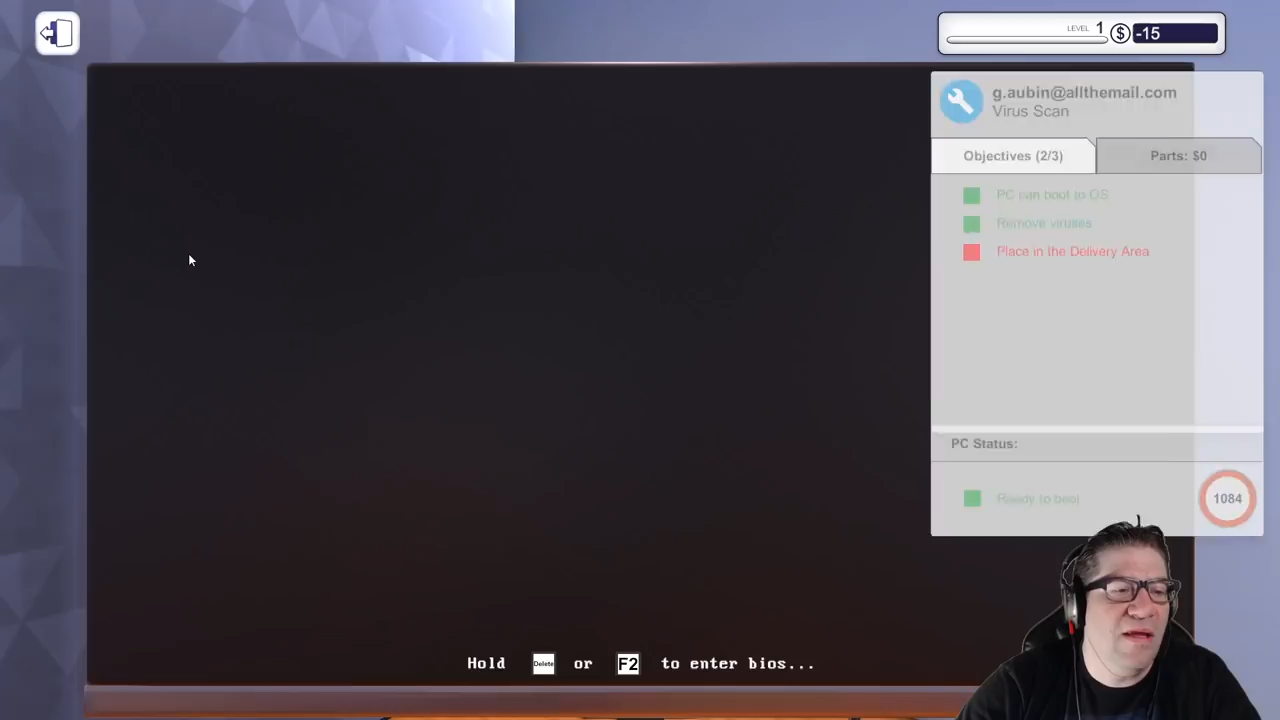 LEVEL 1 $ -15
g.aubin@allthemail.com
Virus Scan
Objectives (2/3) Parts: $0
PC can boot to OS
Remove viruses
Place in the Delivery Area
PC Status:
Ready to boot 1084
Hold Delete or F2 to enter bios...